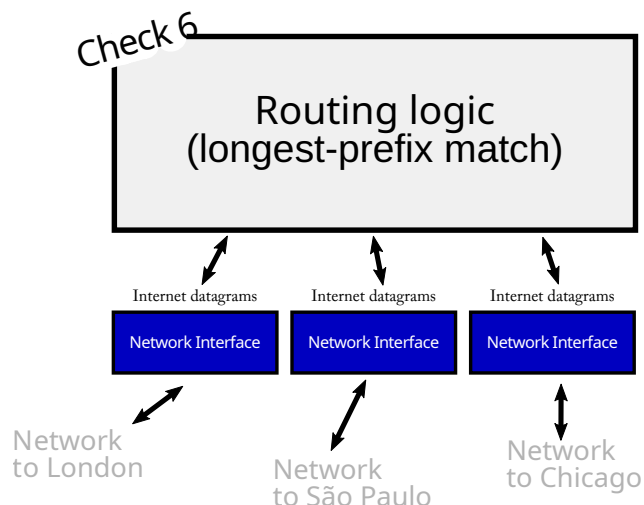 Check 6
Routing logic
(longest-prefix match)
Internet datagrams
Internet datagrams
Internet datagrams
Network Interface
Network Interface
Network Interface
Network
to London
Network
to São Paulo
Network
to Chicago